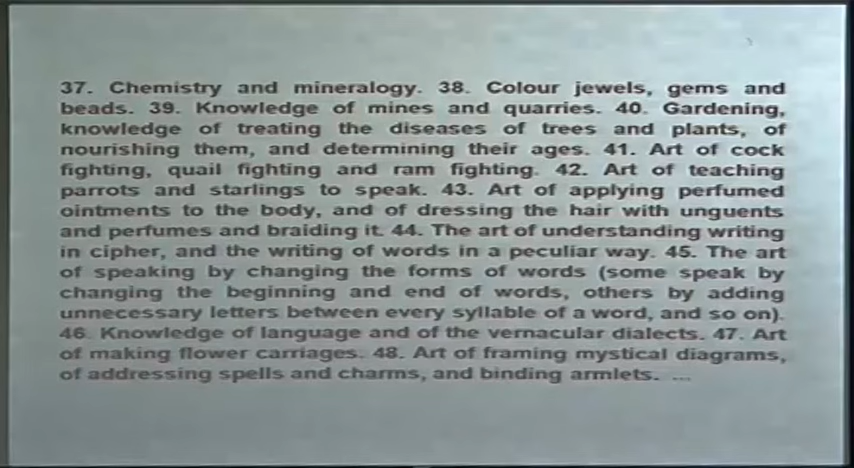 37. Chemistry and mineralogy. 38. Colour jewels, gems and
beads. 39. Knowledge of mines and quarries. 40. Gardening,
knowledge of treating the diseases of trees and plants, of
nourishing them, and determining their ages. 41. Art of cock
fighting, quail fighting and ram fighting. 42. Art of teaching
parrots and starlings to speak. 43. Art of applying perfumed
ointments to the body, and of dressing the hair with unguents
and perfumes and braiding it. 44. The art of understanding writing
in cipher, and the writing of words in a peculiar way. 45. The art
of speaking by changing the forms of words (some speak by
changing the beginning and end of words, others by adding
unnecessary letters between every syllable of a word, and so on).
46. Knowledge of language and of the vernacular dialects. 47. Art
of making flower carriages. 48. Art of framing mystical diagrams,
of addressing spells and charms, and binding armlets. ...